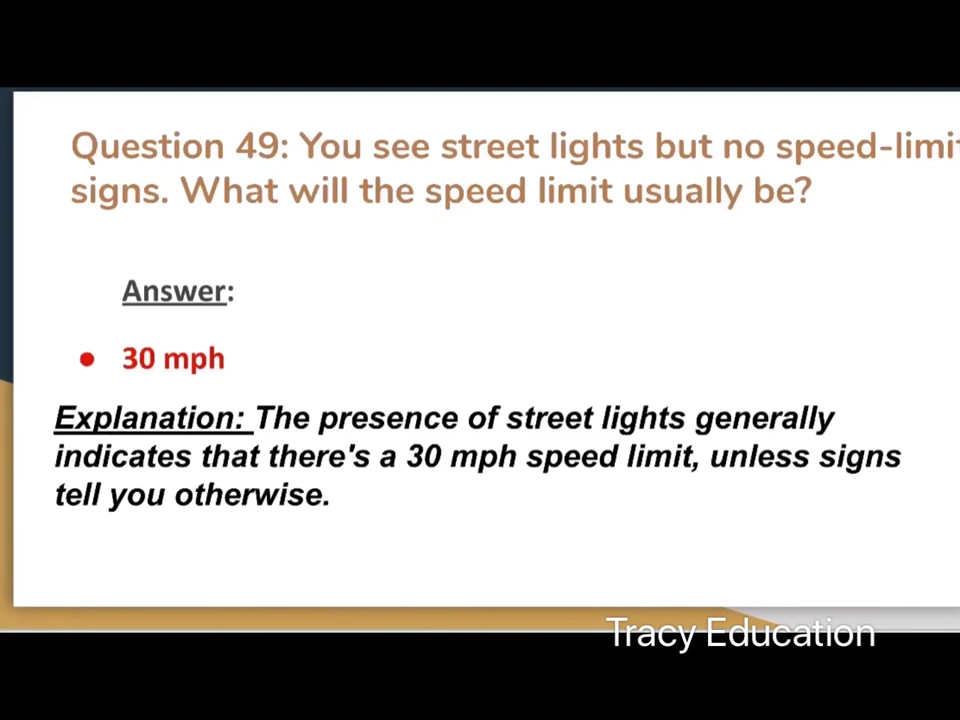 Question 49: You see street lights but no speed-limit
signs. What will the speed limit usually be?
Answer:
● 30 mph
Explanation: The presence of street lights generally
indicates that there's a 30 mph speed limit, unless signs
tell you otherwise.
Tracy Education